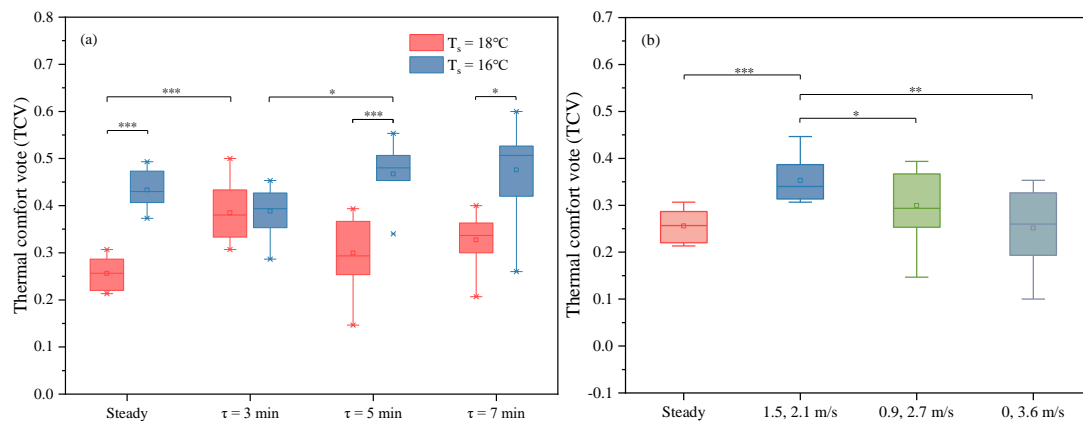 (a)
T_s = 18℃
T_s = 16℃
***
*
***
***
*
Thermal comfort vote (TCV)
0.8
0.7
0.6
0.5
0.4
0.3
0.2
0.1
0.0
Steady
τ = 3 min
τ = 5 min
τ = 7 min
(b)
***
**
*
Thermal comfort vote (TCV)
0.7
0.6
0.5
0.4
0.3
0.2
0.1
0.0
-0.1
Steady
1.5, 2.1 m/s
0.9, 2.7 m/s
0, 3.6 m/s